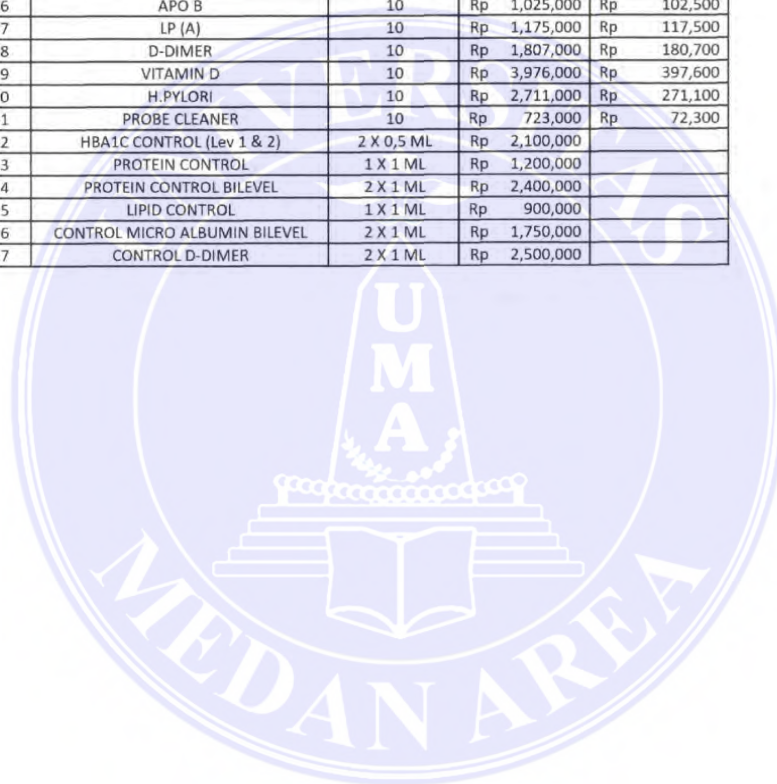 6 APO B 10 Rp 1,025,000 Rp 102,500
7 LP (A) 10 Rp 1,175,000 Rp 117,500
8 D-DIMER 10 Rp 1,807,000 Rp 180,700
9 VITAMIN D 10 Rp 3,976,000 Rp 397,600
0 H.PYLORI 10 Rp 2,711,000 Rp 271,100
1 PROBE CLEANER 10 Rp 723,000 Rp 72,300
2 HBA1C CONTROL (Lev 1 & 2) 2 X 0,5 ML Rp 2,100,000
3 PROTEIN CONTROL 1 X 1 ML Rp 1,200,000
4 PROTEIN CONTROL BILEVEL 2 X 1 ML Rp 2,400,000
5 LIPID CONTROL 1 X 1 ML Rp 900,000
6 CONTROL MICRO ALBUMIN BILEVEL 2 X 1 ML Rp 1,750,000
7 CONTROL D-DIMER 2 X 1 ML Rp 2,500,000
UNIVERSITAS
U
M
A
MEDAN AREA